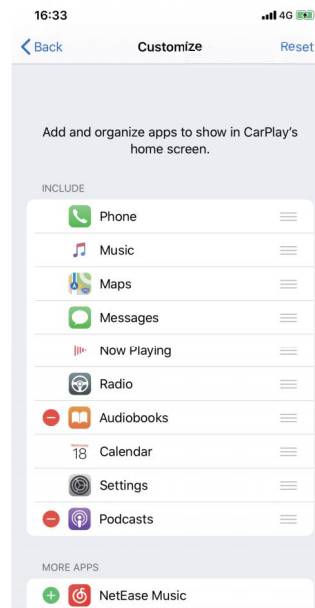 16:33
4G
Back
Customize
Reset
Add and organize apps to show in CarPlay's
home screen.
INCLUDE
Phone
Music
Maps
Messages
Now Playing
Radio
Audiobooks
18
Calendar
Settings
Podcasts
MORE APPS
NetEase Music